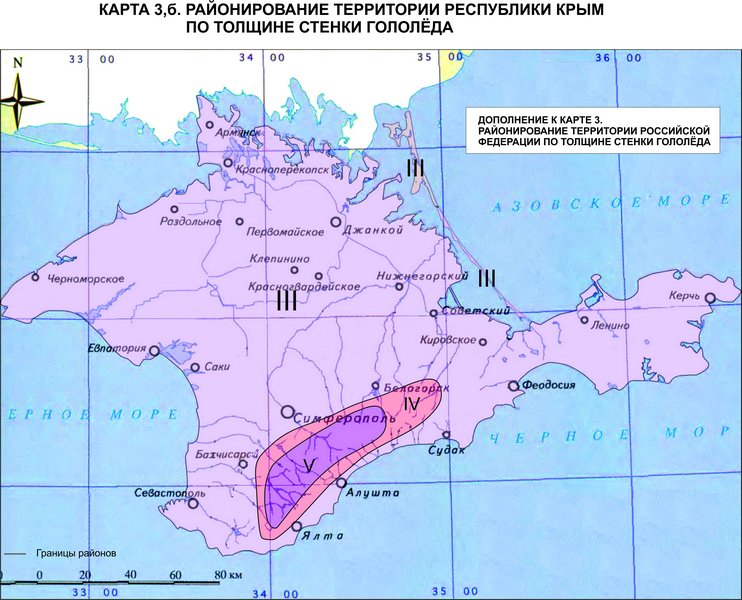 КАРТА 3,б. РАЙОНИРОВАНИЕ ТЕРРИТОРИИ РЕСПУБЛИКИ КРЫМ
ПО ТОЛЩИНЕ СТЕНКИ ГОЛОЛЁДА
33 00
34 00
35 00
36 00
N
ДОПОЛНЕНИЕ К КАРТЕ 3.
РАЙОНИРОВАНИЕ ТЕРРИТОРИИ РОССИЙСКОЙ
ФЕДЕРАЦИИ ПО ТОЛЩИНЕ СТЕНКИ ГОЛОЛЁДА
Армянск
Красноперекопск
III
АЗОВСКОЕ МОРЕ
Раздольное
Первомайское
Джанкой
Клепинино
Черноморское
Красногвардейское
Нижнегорский
III
III
Керчь
Советский
Ленино
Кировское
Евпатория
Саки
Белогорск
Феодосия
IV
ЕРНОЕ МОРЕ
Симферополь
ЧЕРНОЕ МОР
Судак
Бахчисарай
V
Севастополь
Алушта
Ялта
Границы районов
0 20 40 60 80 км
33 00
34 00
35 00